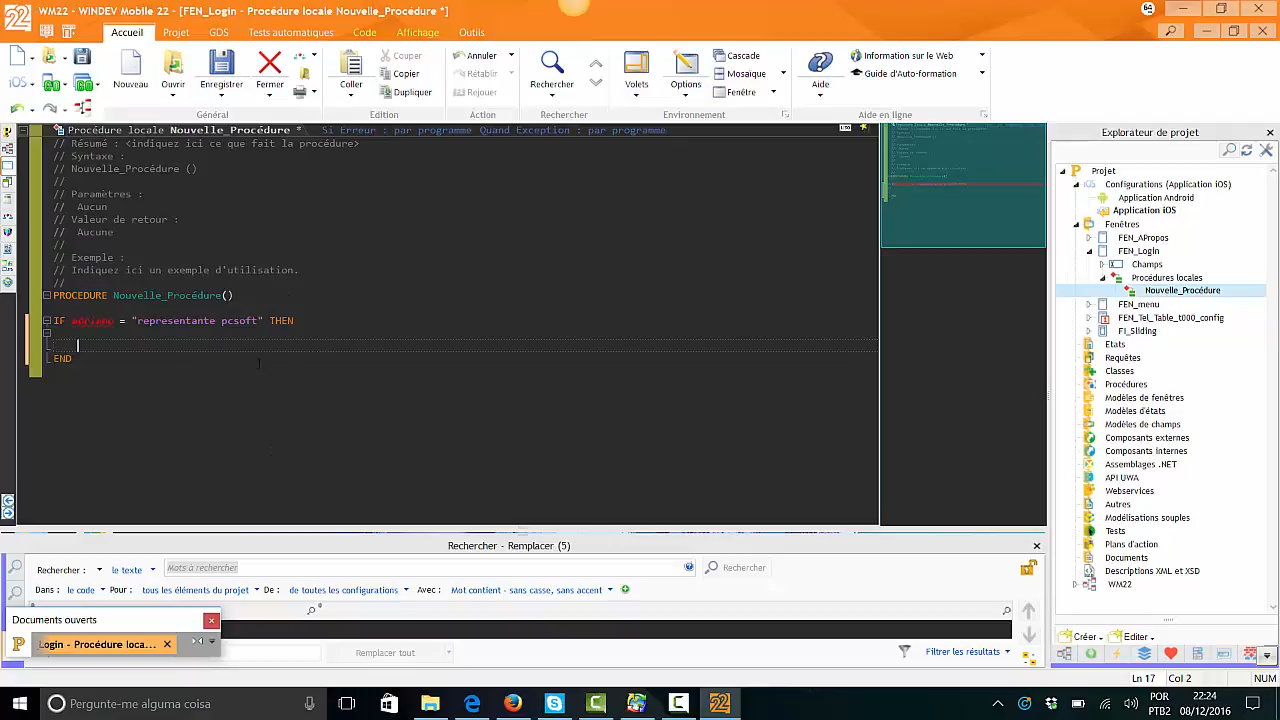 WM22 - WINDEV Mobile 22 - [FEN_Login - Procédure locale Nouvelle_Procédure *]
64
Accueil Projet GDS Tests automatiques Code Affichage Outils
iOS
Nouveau Ouvrir Enregistrer Fermer
Général
Coller
Couper
Copier
Dupliquer
Edition
Annuler
Rétablir
Rejouer
Action
Rechercher
Rechercher
Volets Options
Cascade
Mosaïque
Fenêtre
Environnement
Aide
Information sur le Web
Guide d'Auto-formation
Aide en ligne
Procédure locale Nouvelle_Procédure * Si Erreur : par programme Quand Exception : par programme
// Résumé : <indiquez ici ce que fait la procédure>
// Syntaxe :
// Nouvelle_Procédure
//
// Paramètres :
// Aucun
// Valeur de retour :
// Aucune
//
// Exemple :
// Indiquez ici un exemple d'utilisation.
//
PROCEDURE Nouvelle_Procédure()
IF adriano = "representante pcsoft" THEN
END
Explorateur de projet
Projet
Configurations (Application iOS)
Application Android
Application iOS
Fenêtres
FEN_APropos
FEN_Login
Champs
Procédures locales
Nouvelle_Procédure
FEN_menu
FEN_Tel_Table_t000_config
FI_Sliding
Etats
Requêtes
Classes
Procédures
Modèles de fenêtres
Modèles d'états
Modèles de champs
Composants externes
Composants internes
Assemblages .NET
API UWA
Webservices
Autres
Modélisations souples
Tests
Plans d'action
Documents
Descriptions XML et XSD
WM22
Créer Editer
Rechercher - Remplacer (5)
Rechercher : le texte Mots à rechercher Rechercher
Dans : le code Pour : tous les éléments du projet De : de toutes les configurations Avec : Mot contient - sans casse, sans accent
Documents ouverts
Login - Procédure loca...
Remplacer tout
Filtrer les résultats
Ln 17 Col 2 NUM
Pergunte-me alguma coisa
22
POR
PTB2
22:24
08/12/2016